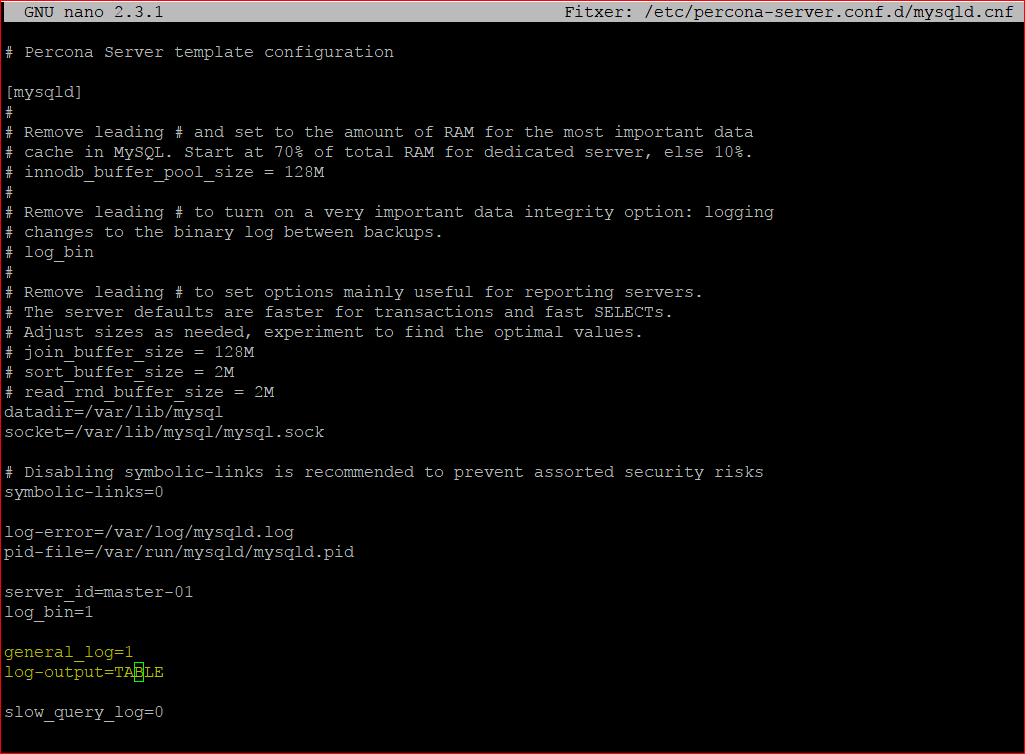 GNU nano 2.3.1 Fitxer: /etc/percona-server.conf.d/mysqld.cnf
# Percona Server template configuration
[mysqld]
#
# Remove leading # and set to the amount of RAM for the most important data
# cache in MySQL. Start at 70% of total RAM for dedicated server, else 10%.
# innodb_buffer_pool_size = 128M
#
# Remove leading # to turn on a very important data integrity option: logging
# changes to the binary log between backups.
# log_bin
#
# Remove leading # to set options mainly useful for reporting servers.
# The server defaults are faster for transactions and fast SELECTs.
# Adjust sizes as needed, experiment to find the optimal values.
# join_buffer_size = 128M
# sort_buffer_size = 2M
# read_rnd_buffer_size = 2M
datadir=/var/lib/mysql
socket=/var/lib/mysql/mysql.sock
# Disabling symbolic-links is recommended to prevent assorted security risks
symbolic-links=0
log-error=/var/log/mysqld.log
pid-file=/var/run/mysqld/mysqld.pid
server_id=master-01
log_bin=1
general_log=1
log-output=TABLE
slow_query_log=0